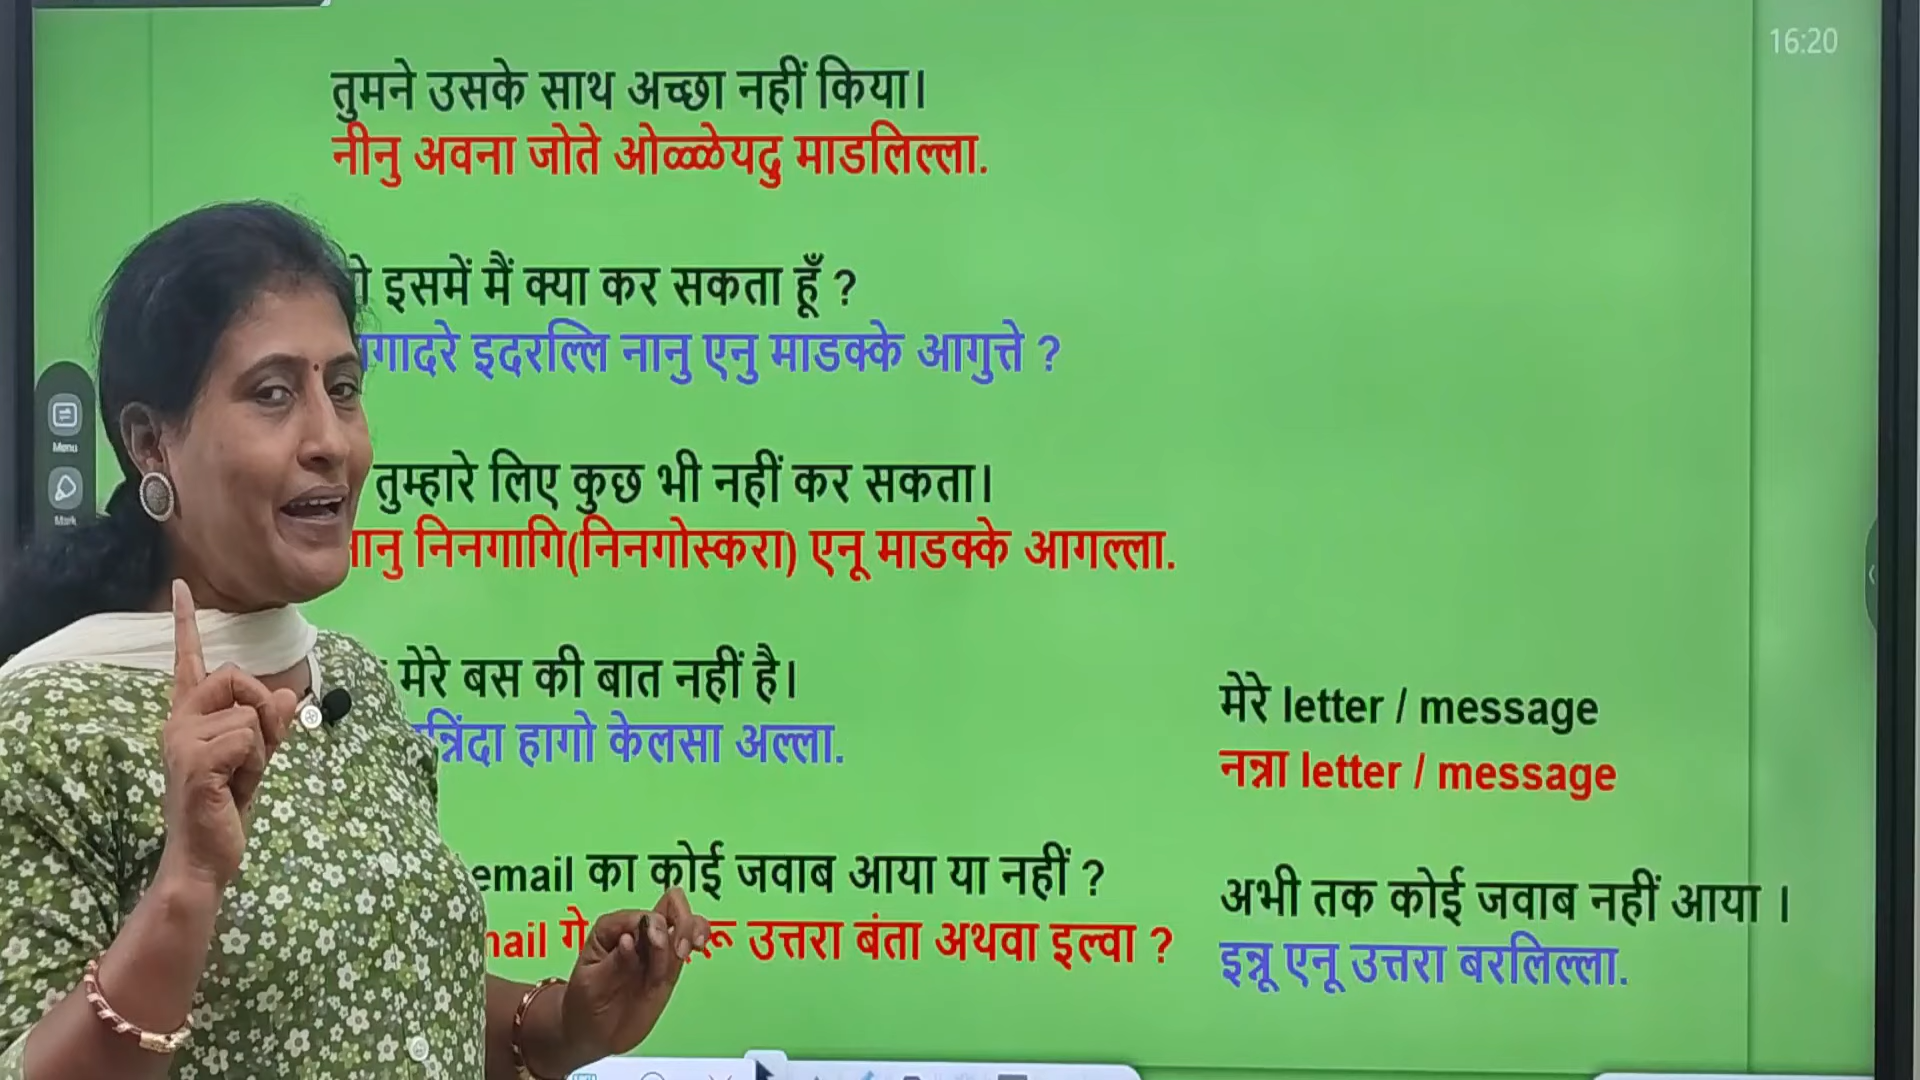 16:20
तुमने उसके साथ अच्छा नहीं किया।
नीनु अवना जोते ओळ्ळेयदु माडलिल्ला.
इसमें मैं क्या कर सकता हूँ ?
इदरल्लि नानु एनु माडक्के आगुत्ते ?
तुम्हारे लिए कुछ भी नहीं कर सकता।
निनगागि(निनगोस्करा) एनू माडक्के आगल्ला.
मेरे बस की बात नहीं है।
हागो केलसा अल्ला.
मेरे letter / message
नन्ना letter / message
email का कोई जवाब आया या नहीं ?
उत्तरा बंता अथवा इल्वा ?
अभी तक कोई जवाब नहीं आया ।
इन्नू एनू उत्तरा बरलिल्ला.
Menu
Mark